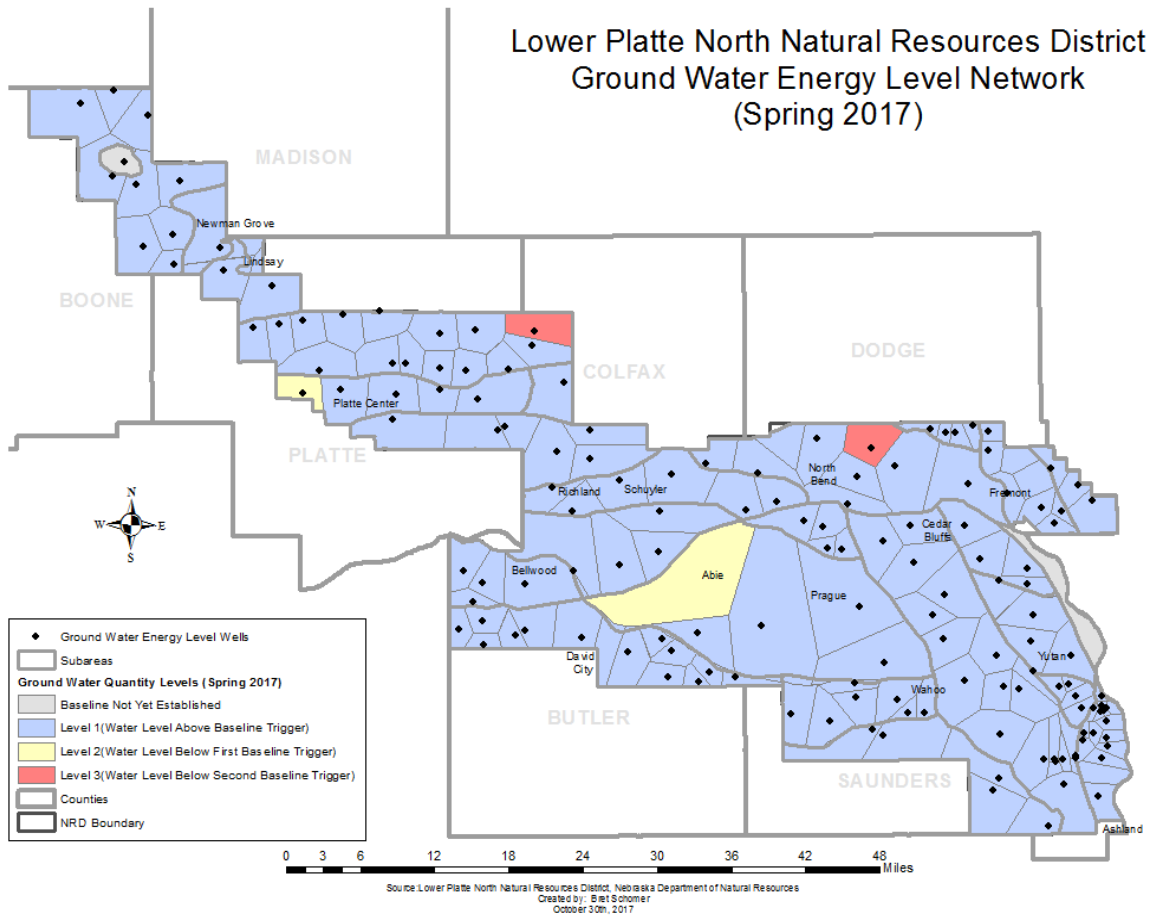 Lower Platte North Natural Resources District
Ground Water Energy Level Network
(Spring 2017)
MADISON
Newman Grove
Lindsay
BOONE
DODGE
COLFAX
Platte Center
PLATTE
North
Bend
Richland
Schuyler
Fremont
N
W
E
S
Cedar
Bluffs
Bellwood
Abie
Prague
David
City
Yutan
Wahoo
BUTLER
SAUNDERS
Ashland
Ground Water Energy Level Wells
Subareas
Ground Water Quantity Levels (Spring 2017)
Baseline Not Yet Established
Level 1(Water Level Above Baseline Trigger)
Level 2(Water Level Below First Baseline Trigger)
Level 3(Water Level Below Second Baseline Trigger)
Counties
NRD Boundary
0 3 6 12 18 24 30 36 42 48
Miles
Source:Lower Platte North Natural Resources District, Nebraska Department of Natural Resources
Created by: Bret Schomer
October 30th, 2017